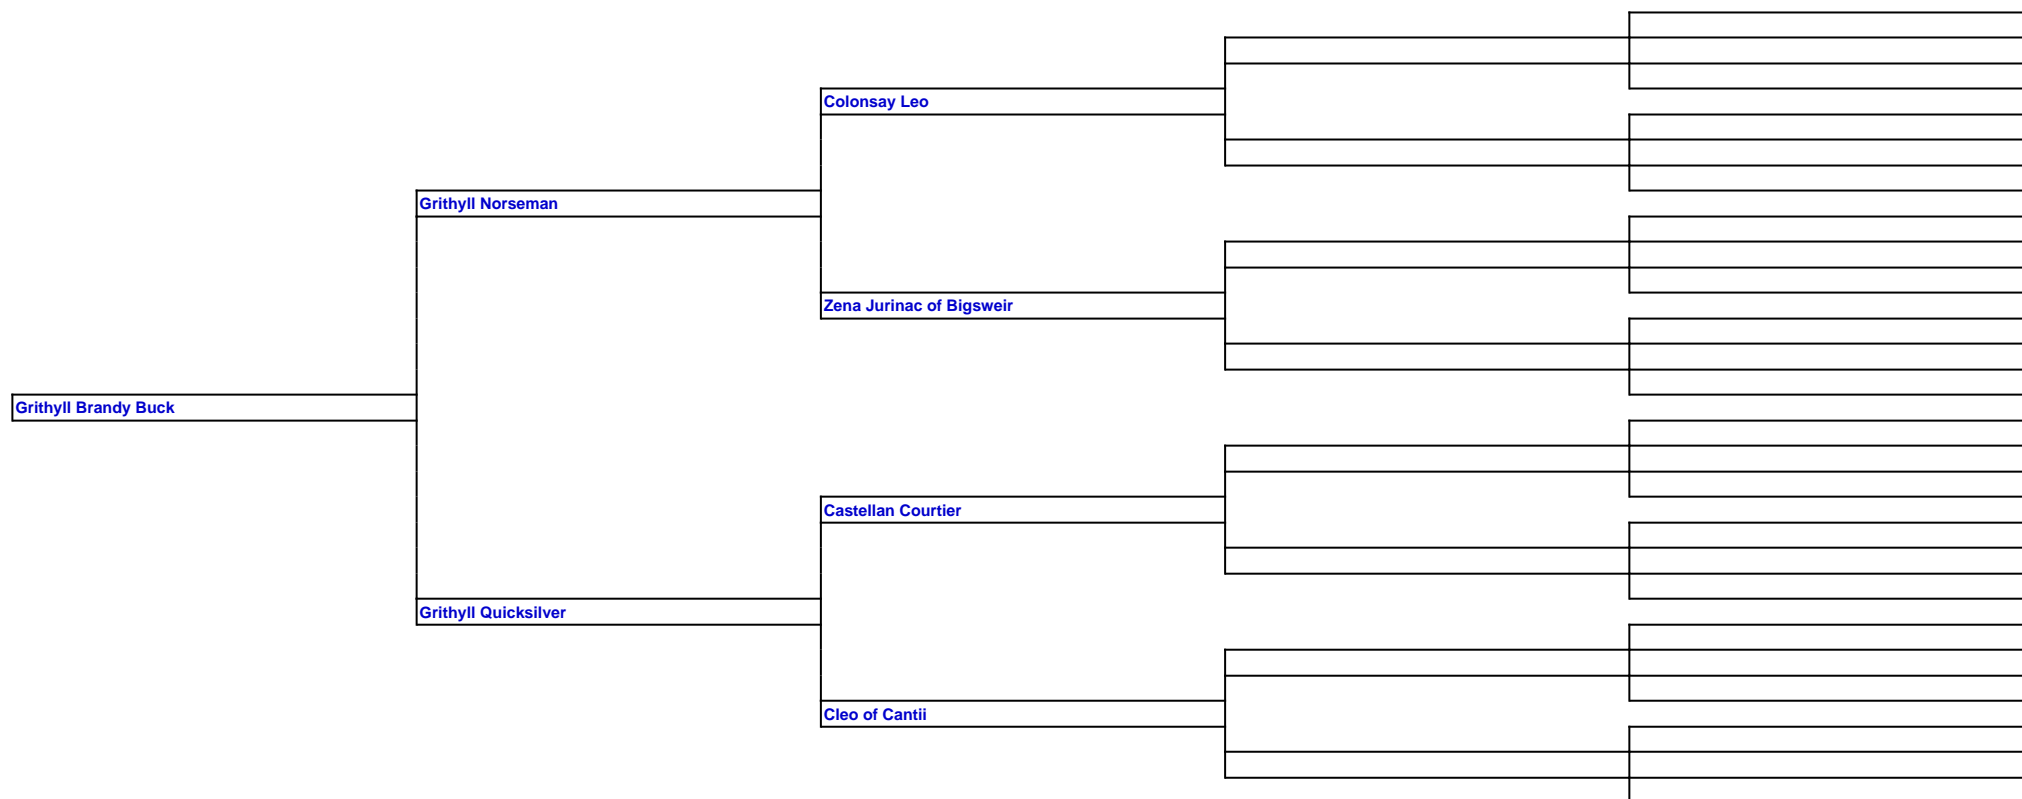 Colonsay Leo
Grithyll Norseman
Zena Jurinac of Bigsweir
Grithyll Brandy Buck
Castellan Courtier
Grithyll Quicksilver
Cleo of Cantii